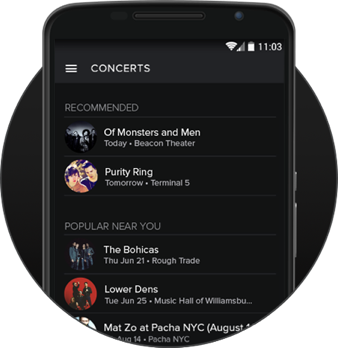 11:03
CONCERTS
RECOMMENDED
Of Monsters and Men
Today • Beacon Theater
Purity Ring
Tomorrow • Terminal 5
POPULAR NEAR YOU
The Bohicas
Thu Jun 21 • Rough Trade
Lower Dens
Tue Jun 25 • Music Hall of Williamsbu...
Mat Zo at Pacha NYC (August 1
Aug 14 • Pacha NYC